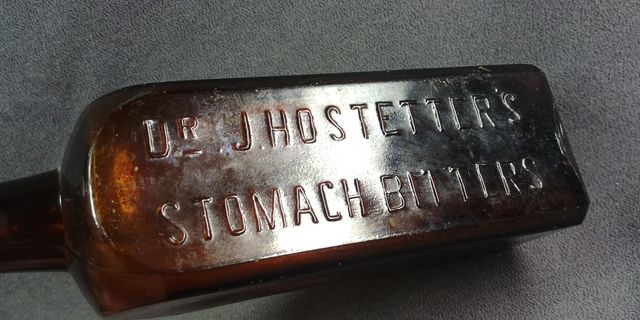 DR. J. HOSTETTER'S
STOMACH BITTERS